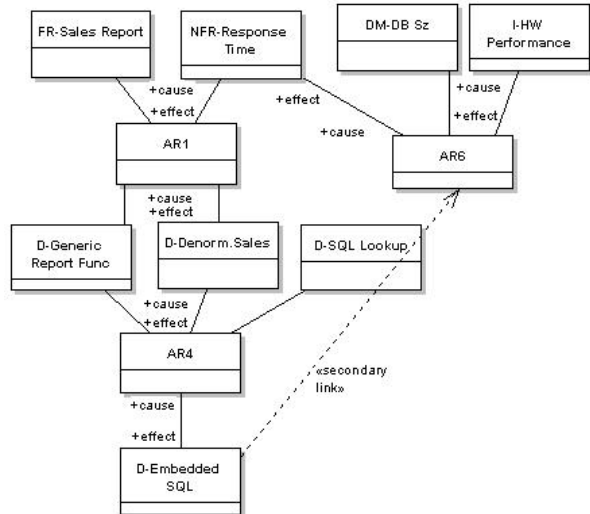 FR-Sales Report
NFR-Response
Time
DM-DB Sz
I-HW
Performance
+cause
+effect
+effect
+cause
+cause
+effect
AR1
AR6
+cause
+effect
D-Generic
Report Func
D-Denorm.Sales
D-SQL Lookup
+cause
+effect
AR4
«secondary
link»
+cause
+effect
D-Embedded
SQL